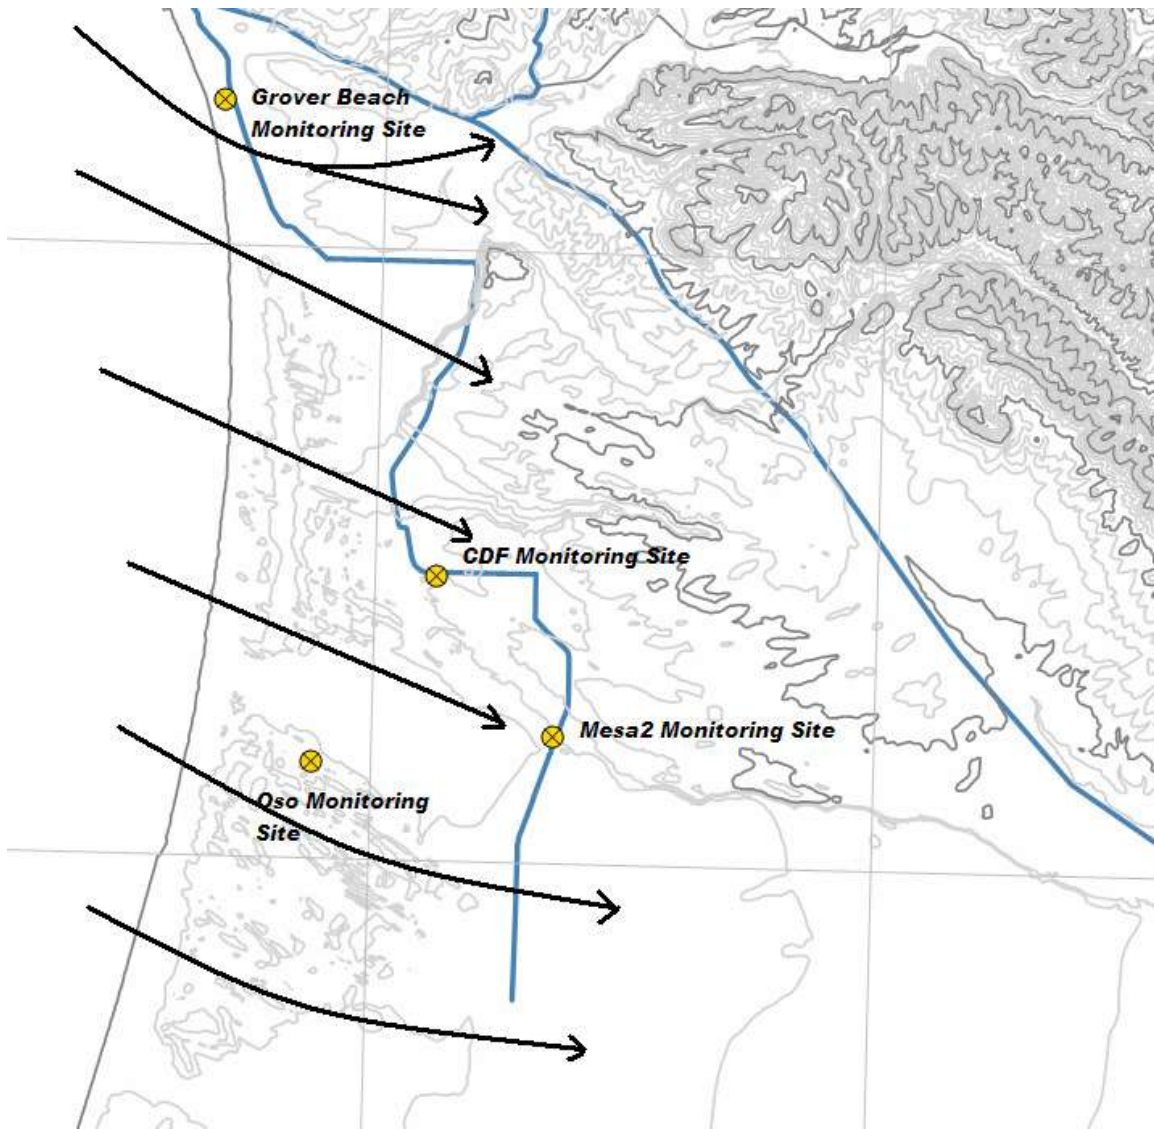 Grover Beach
Monitoring Site
CDF Monitoring Site
Mesa2 Monitoring Site
Oso Monitoring
Site